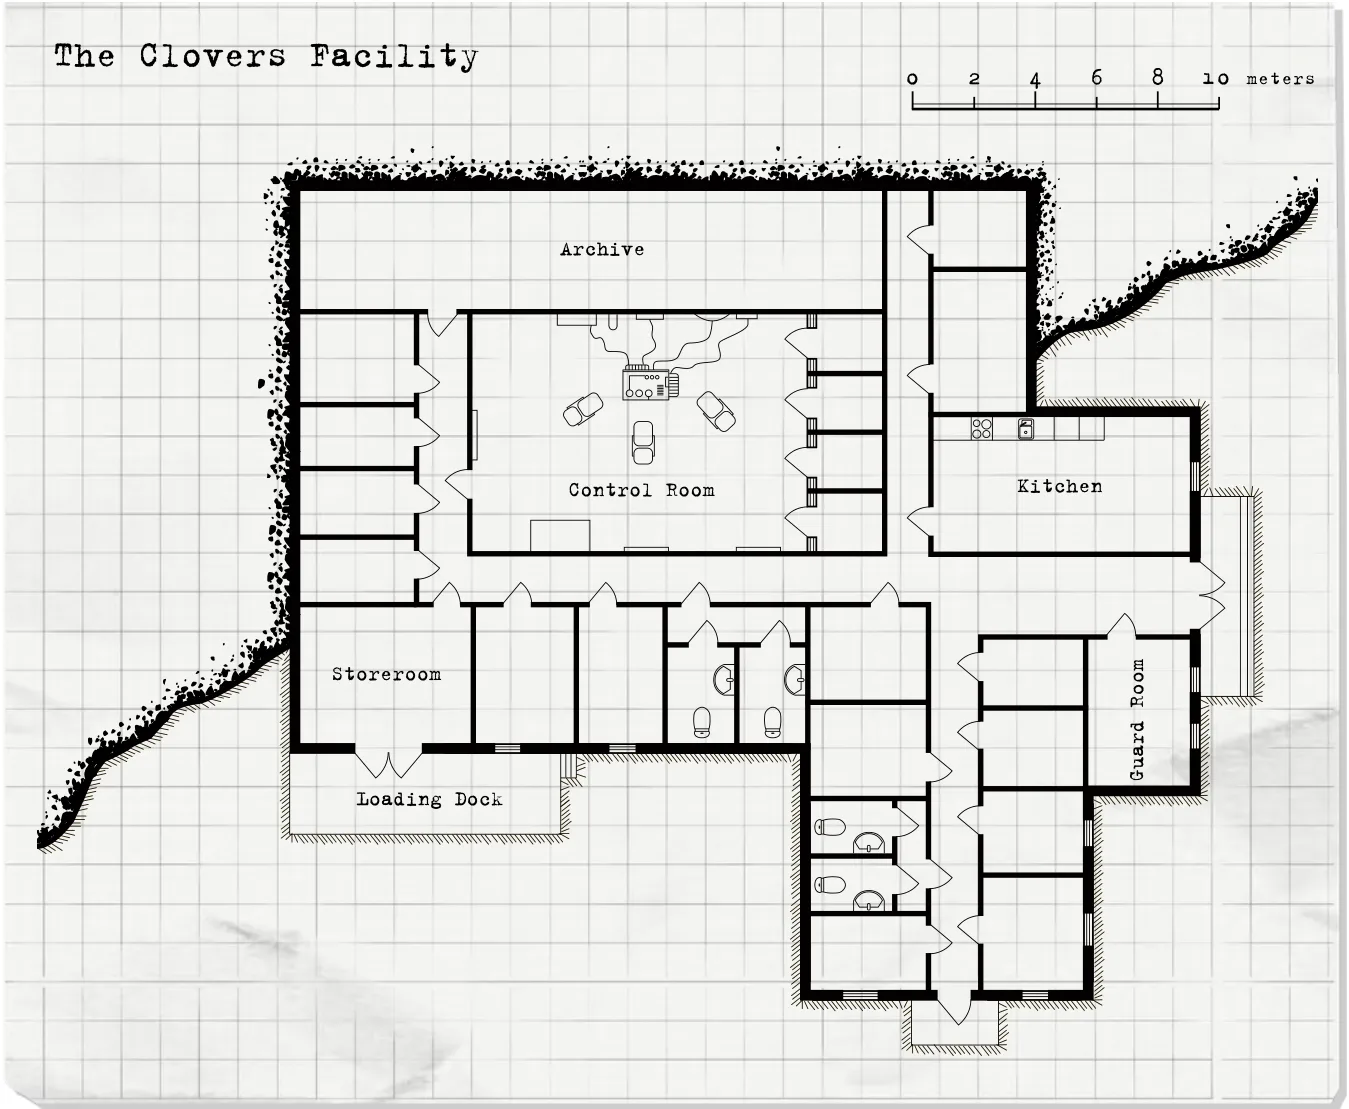 The Clovers Facility
0 2 4 6 8 10 meters
Archive
Control Room
Kitchen
Storeroom
Guard Room
Loading Dock